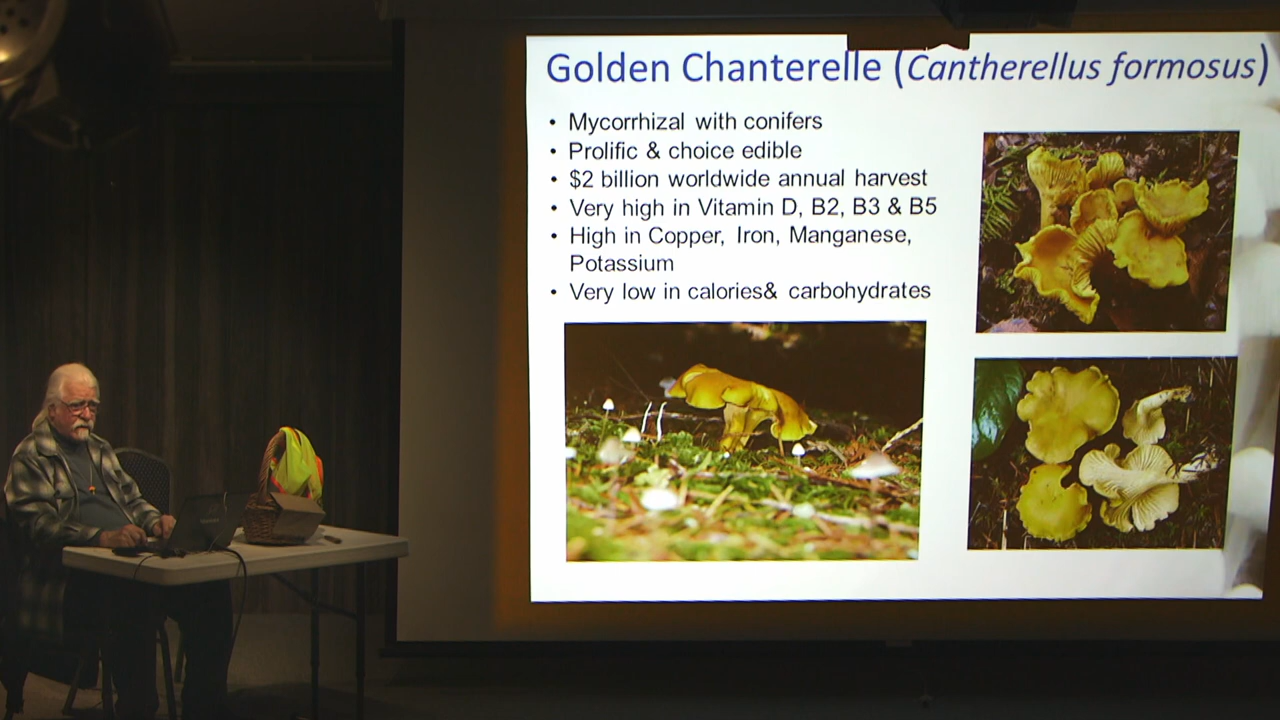 Golden Chanterelle (Cantherellus formosus)
• Mycorrhizal with conifers
• Prolific & choice edible
• $2 billion worldwide annual harvest
• Very high in Vitamin D, B2, B3 & B5
• High in Copper, Iron, Manganese,
Potassium
• Very low in calories& carbohydrates